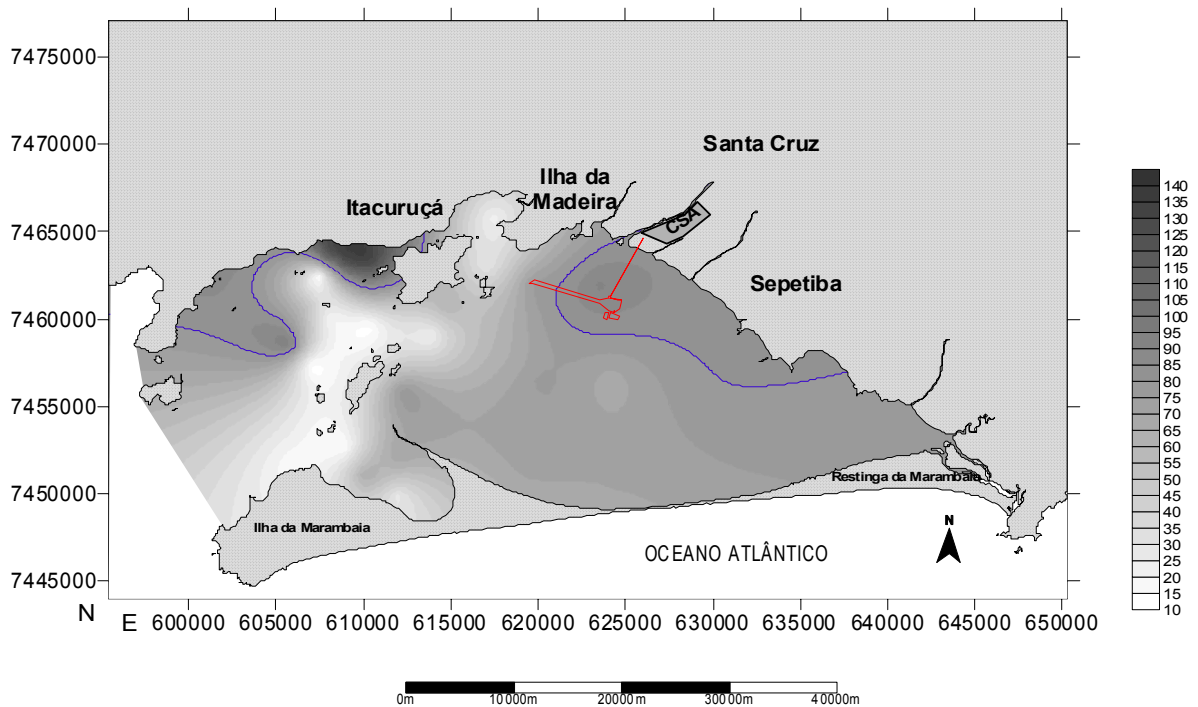 7475000
7470000
7465000
7460000
7455000
7450000
7445000
N
E
600000 605000 610000 615000 620000 625000 630000 635000 640000 645000 650000
Santa Cruz
Ilha da
Madeira
Itacuruçá
CSA
Sepetiba
Restinga da Marambaia
Ilha da Marambaia
OCEANO ATLÂNTICO
N
140
135
130
125
120
115
110
105
100
95
90
85
80
75
70
65
60
55
50
45
40
35
30
25
20
15
10
0m 10000m 20000m 30000m 40000m